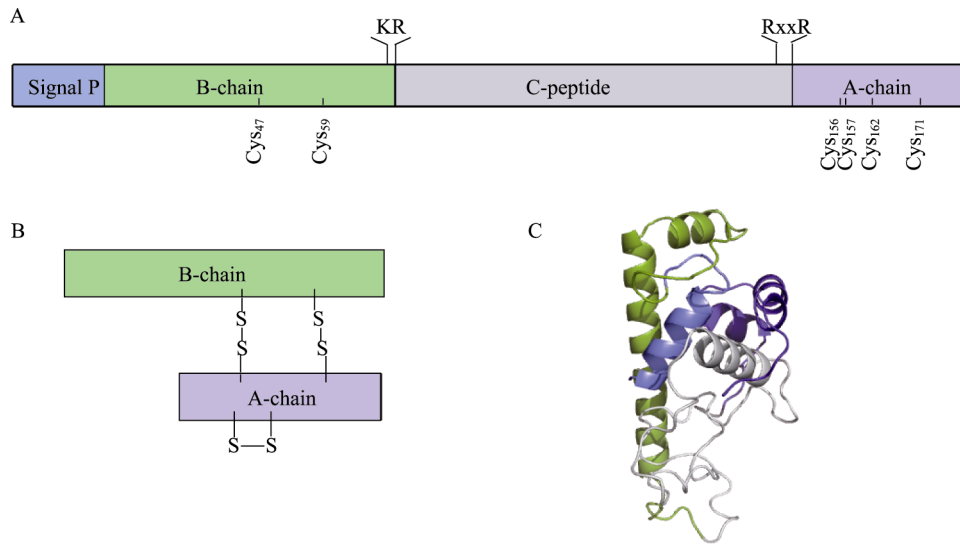 A
KR
RxxR
Signal P
B-chain
C-peptide
A-chain
Cys47
Cys59
Cys156
Cys157
Cys162
Cys171
B
B-chain
S
S
S
S
A-chain
S
S
C